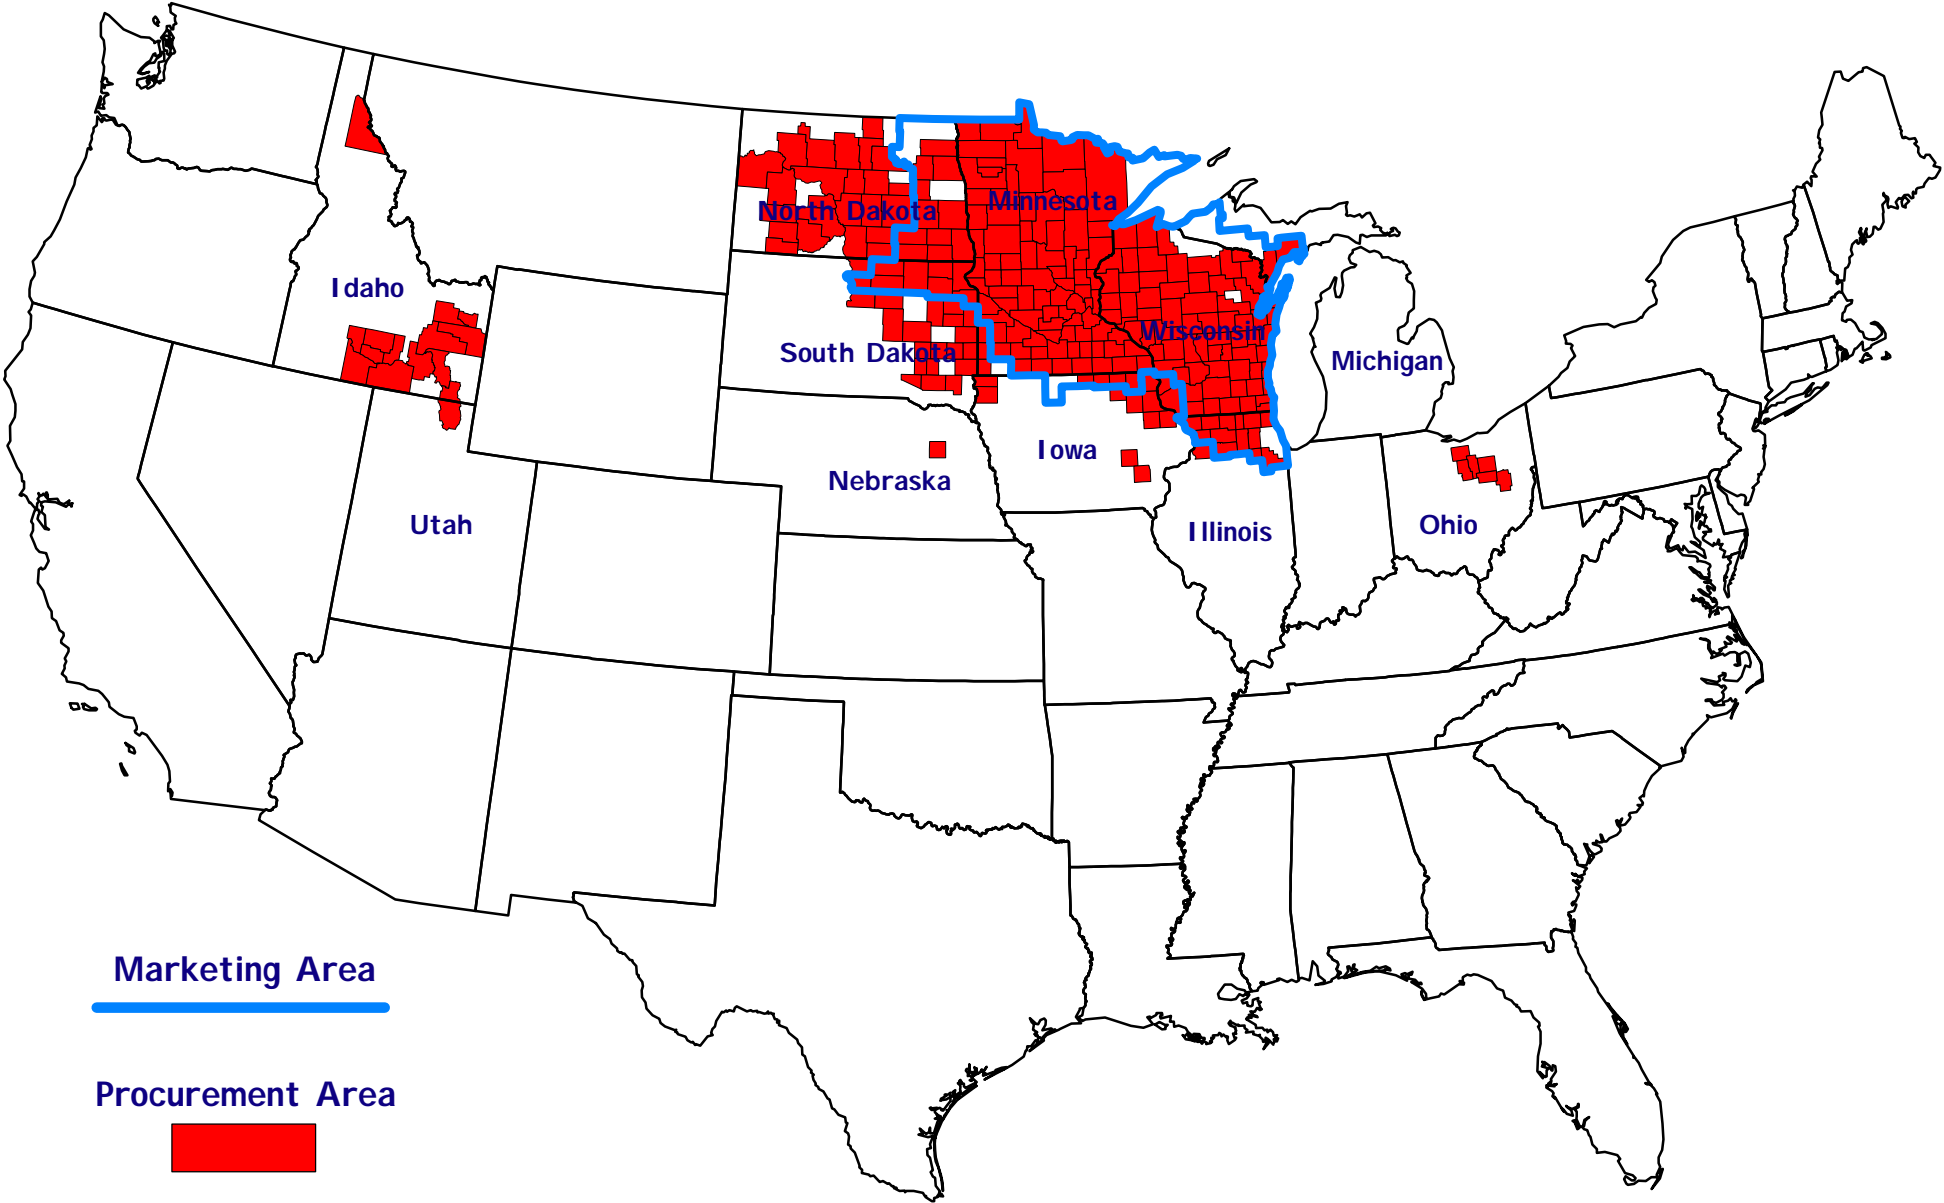 Minnesota
North Dakota
Idaho
Wisconsin
South Dakota
Michigan
Iowa
Nebraska
Utah
Illinois
Ohio
Marketing Area
Procurement Area